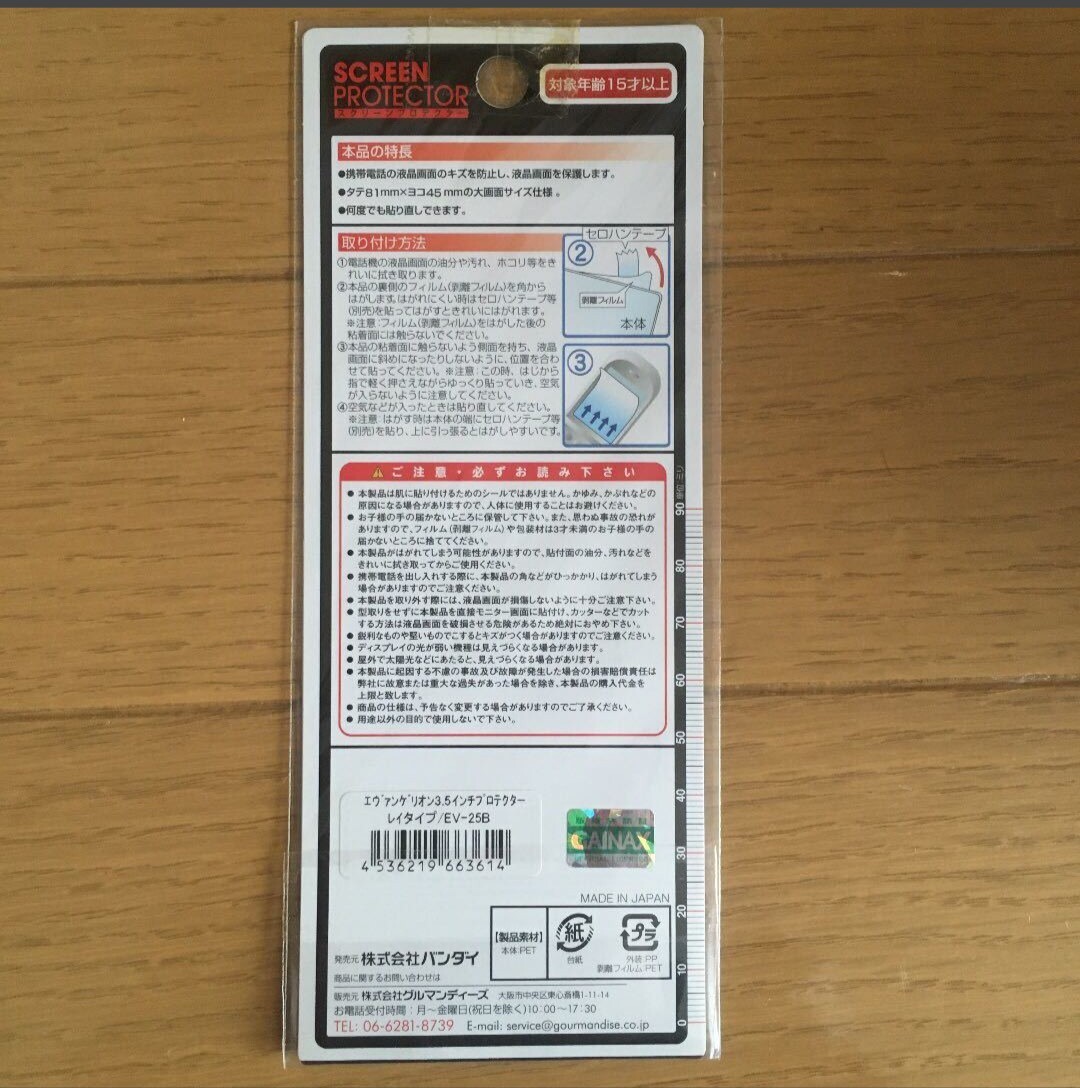 SCREEN
PROTECTOR
スクリーンプロテクター
対象年齢15才以上
本品の特長
●携帯電話の液晶画面のキズを防止し、液晶画面を保護します。
●タテ81mm×ヨコ45mmの大画面サイズ仕様。
●何度でも貼り直しできます。
取り付け方法
①電話機の液晶画面の油分や汚れ、ホコリ等をき
れいに拭き取ります。
②本品の裏側のフィルム(剥離フィルム)を角から
はがします。はがれにくい時はセロハンテープ等
(別売)を貼ってはがすときれいにはがれます。
※注意:フィルム(剥離フィルム)をはがした後の
粘着面には触らないでください。
③本品の粘着面に触らないよう側面を持ち、液晶
画面に斜めになったりしないように、位置を合わ
せて貼ってください。※注意:この時、はじから
指で軽く押さえながらゆっくり貼っていき、空気
が入らないように注意してください。
④空気などが入ったときは貼り直してください。
※注意:はがす時は本体の端にセロハンテープ等
(別売)を貼り、上に引っ張るとはがしやすいです。
セロハンテープ
②
剥離フィルム
本体
③
ご注意・必ずお読み下さい
●本製品は肌に貼り付けるためのシールではありません。かゆみ、かぶれなどの
原因になる場合がありますので、人体に使用することはお避けください。
●お子様の手の届かないところに保管して下さい。また、思わぬ事故の恐れが
ありますので、フィルム(剥離フィルム)や包装材は3才未満のお子様の手の
届かないところに捨ててください。
●本製品がはがれてしまう可能性がありますので、貼付面の油分、汚れなどを
きれいに拭き取ってからご使用ください。
●携帯電話を出し入れする際に、本製品の角などがひっかかり、はがれてしまう
場合がありますのでご注意ください。
●本製品を取り外す際には、液晶画面が損傷しないように十分ご注意下さい。
●型取りをせずに本製品を直接モニター画面に貼付け、カッターなどでカット
する方法は液晶画面を破損させる危険があるため絶対におやめ下さい。
●鋭利なものや堅いものでこするとキズがつく場合がありますのでご注意ください。
●ディスプレイの光が弱い機種は見えづらくなる場合があります。
●屋外で太陽光などにあたると、見えづらくなる場合があります。
●本製品に起因する不慮の事故及び故障が発生した場合の損害賠償責任は
弊社に故意または重大な過失があった場合を除き、本製品の購入代金を
上限と致します。
●商品の仕様は、予告なく変更する場合がありますのでご了承ください。
●用途以外の目的で使用しないで下さい。
90
80
70
60
50
40
30
20
10
0
エヴァンゲリオン3.5インチプロテクター
レイタイプ/EV-25B
4 536219 663614
GAINAX
MADE IN JAPAN
【製品素材】
本体:PET
紙
台紙
プラ
外装:PP
剥離フィルム:PET
発売元 株式会社バンダイ
商品に関するお問い合わせは
販売元 株式会社グルマンディーズ 大阪市中央区東心斎橋1-11-14
お電話受付時間:月～金曜日(祝日を除く)10:00～17:30
TEL: 06-6281-8739 E-mail: service@gourmandise.co.jp